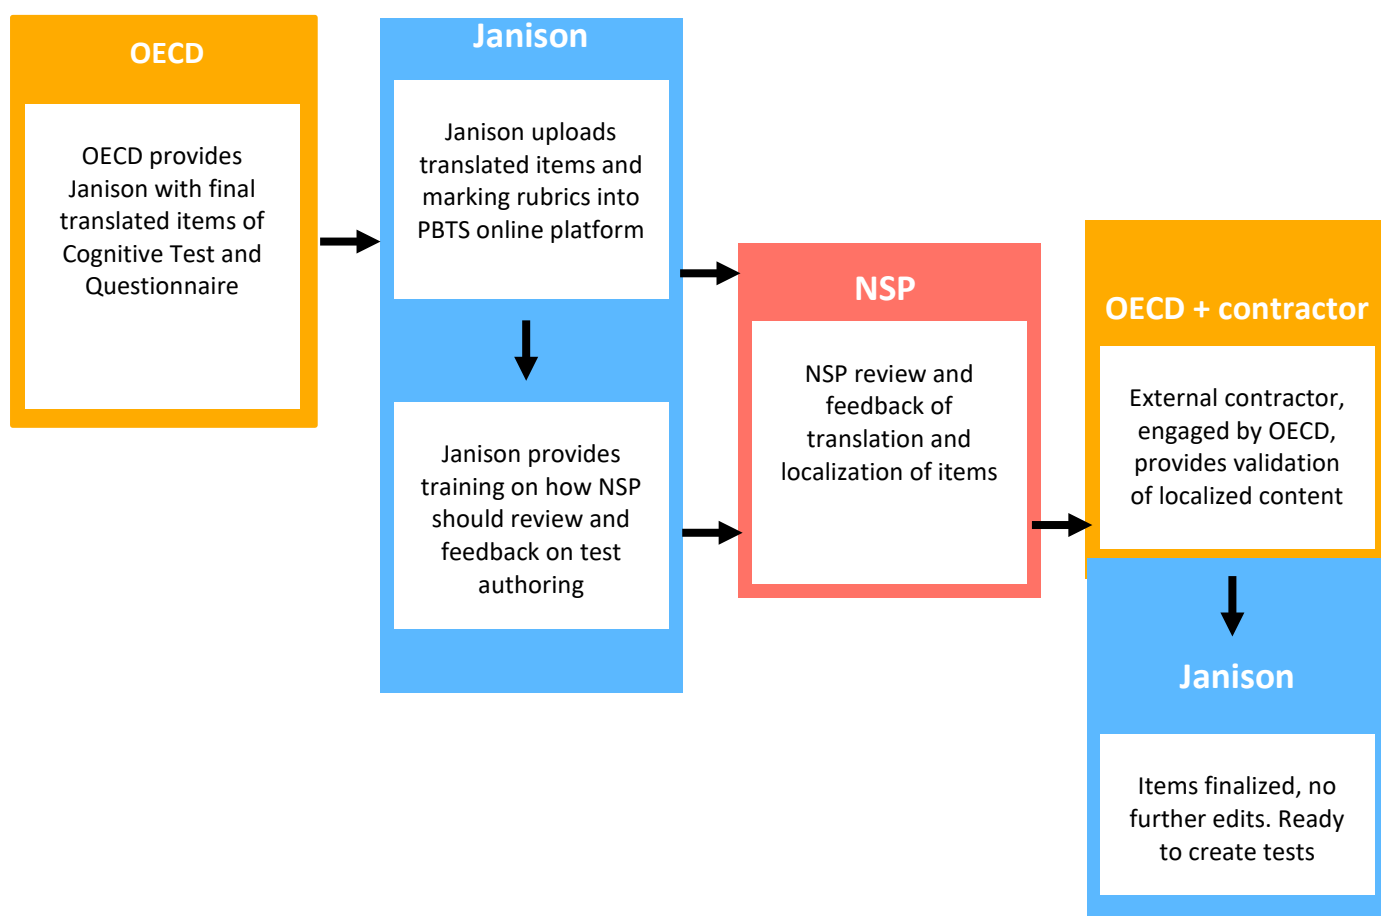 OECD
OECD provides
Janison with final
translated items of
Cognitive Test and
Questionnaire
Janison
Janison uploads
translated items and
marking rubrics into
PBTS online platform
Janison provides
training on how NSP
should review and
feedback on test
authoring
NSP
NSP review and
feedback of
translation and
localization of items
OECD + contractor
External contractor,
engaged by OECD,
provides validation
of localized content
Janison
Items finalized, no
further edits. Ready
to create tests